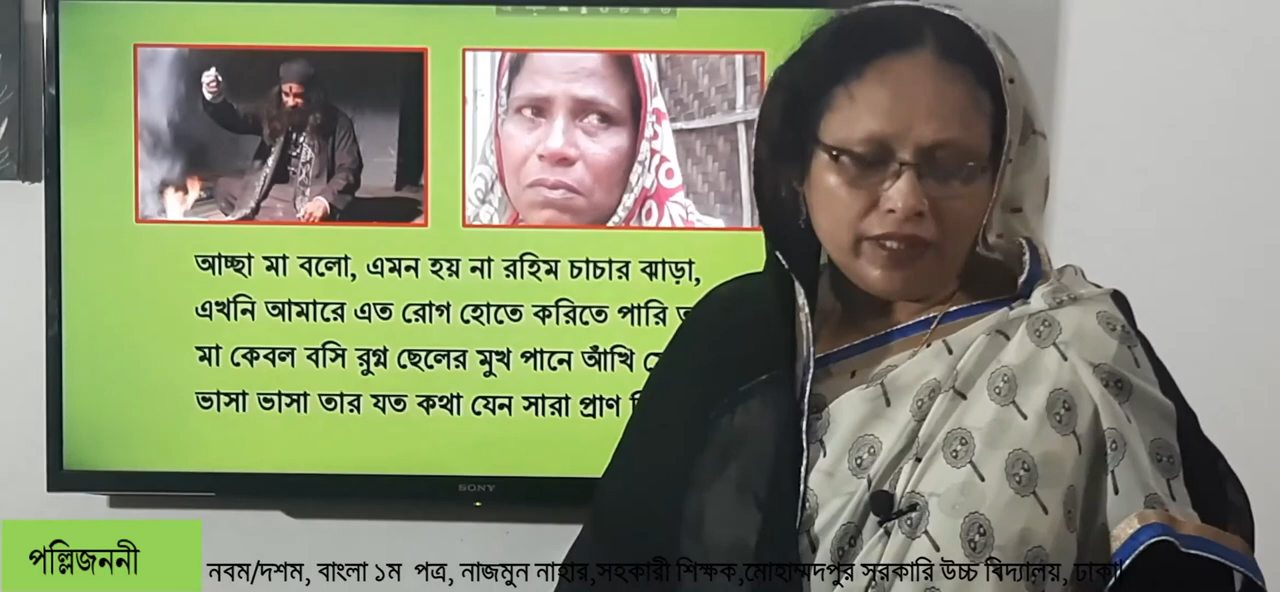 আচ্ছা মা বলো, এমন হয় না রহিম চাচার ঝাড়া,
এখনি আমারে এত রোগ হোতে করিতে পারি
মা কেবল বসি রুগ্ন ছেলের মুখ পানে আঁখি
ভাসা ভাসা তার যত কথা যেন সারা প্রাণ
SONY
পল্লিজননী
নবম/দশম, বাংলা ১ম পত্র, নাজমুন নাহার,সহকারী শিক্ষক,মোহাম্মদপুর সরকারি উচ্চ বিদ্যালয়, ঢাকা।